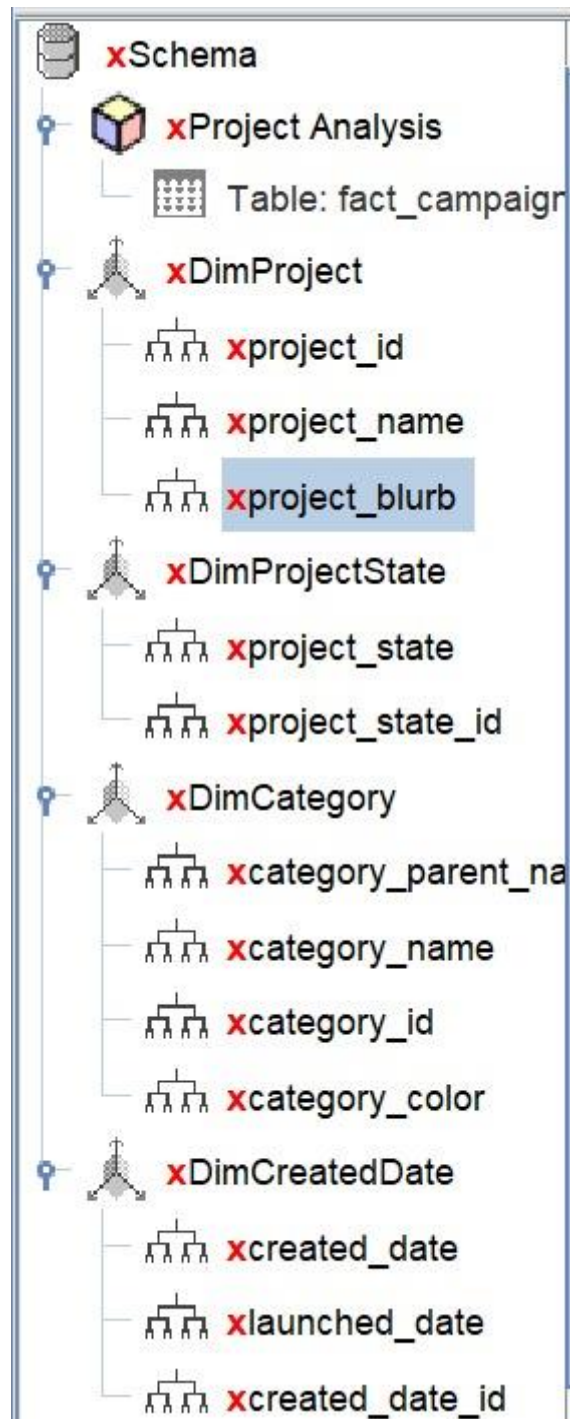 xSchema
xProject Analysis
Table: fact_campaign
xDimProject
xproject_id
xproject_name
xproject_blurb
xDimProjectState
xproject_state
xproject_state_id
xDimCategory
xcategory_parent_na
xcategory_name
xcategory_id
xcategory_color
xDimCreatedDate
xcreated_date
xlaunched_date
xcreated_date_id